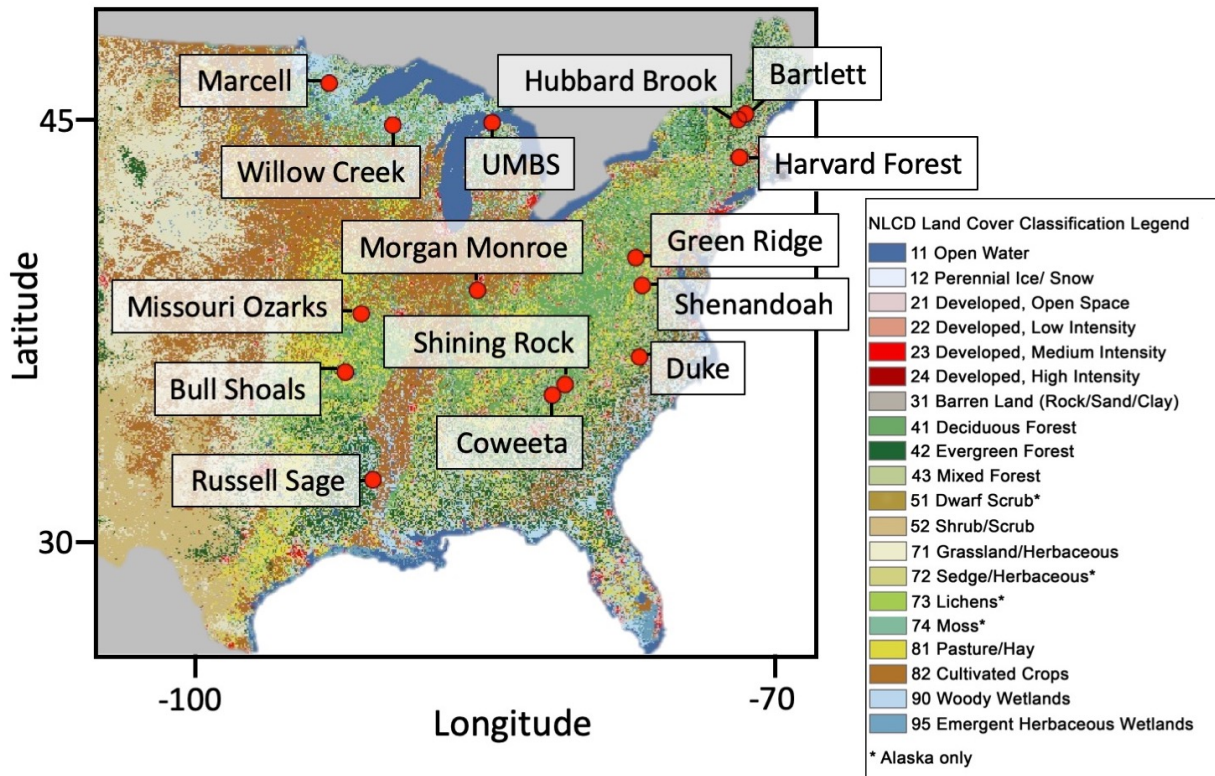 Marcell
Hubbard Brook
Bartlett
45
Willow Creek
UMBS
Harvard Forest
Morgan Monroe
Green Ridge
Missouri Ozarks
Shenandoah
Shining Rock
Bull Shoals
Duke
Coweeta
Russell Sage
30
Latitude
-100
-70
Longitude
NLCD Land Cover Classification Legend
11 Open Water
12 Perennial Ice/ Snow
21 Developed, Open Space
22 Developed, Low Intensity
23 Developed, Medium Intensity
24 Developed, High Intensity
31 Barren Land (Rock/Sand/Clay)
41 Deciduous Forest
42 Evergreen Forest
43 Mixed Forest
51 Dwarf Scrub*
52 Shrub/Scrub
71 Grassland/Herbaceous
72 Sedge/Herbaceous*
73 Lichens*
74 Moss*
81 Pasture/Hay
82 Cultivated Crops
90 Woody Wetlands
95 Emergent Herbaceous Wetlands
* Alaska only